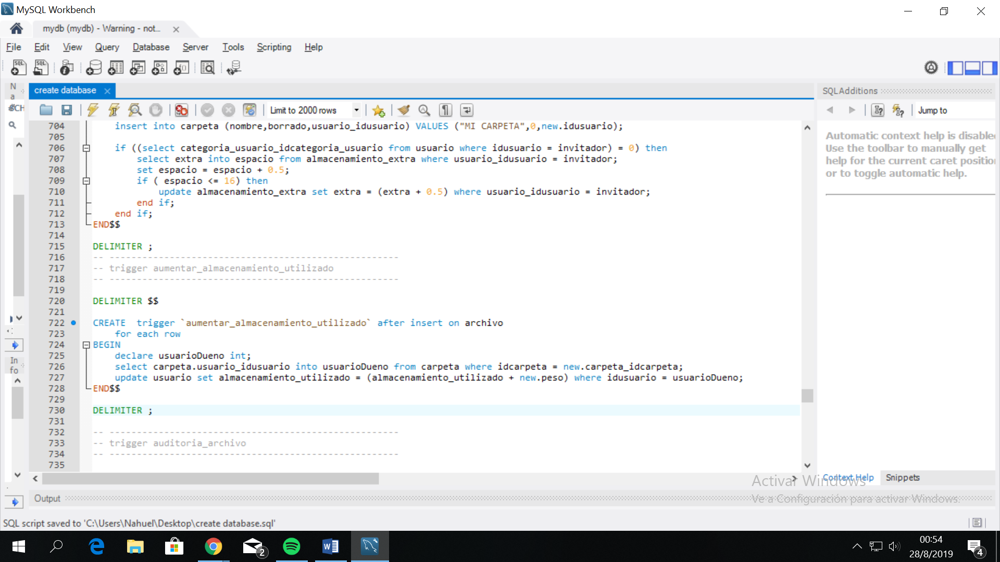 MySQL Workbench
mydb (mydb) - Warning - not...
File Edit View Query Database Server Tools Scripting Help
N
a
create database
SQLAdditions
Limit to 2000 rows
Jump to
Automatic context help is disable
Use the toolbar to manually get
help for the current caret positio
or to toggle automatic help.
704 insert into carpeta (nombre,borrado,usuario_idusuario) VALUES ("MI CARPETA",0,new.idusuario);
705
706 if ((select categoria_usuario_idcategoria_usuario from usuario where idusuario = invitador) = 0) then
707 select extra into espacio from almacenamiento_extra where usuario_idusuario = invitador;
708 set espacio = espacio + 0.5;
709 if ( espacio <= 16) then
710 update almacenamiento_extra set extra = (extra + 0.5) where usuario_idusuario = invitador;
711 end if;
712 end if;
713 END$$
714
715 DELIMITER ;
716 -- -----------------------------------------------------
717 -- trigger aumentar_almacenamiento_utilizado
718 -- -----------------------------------------------------
719
720 DELIMITER $$
721
722 CREATE  trigger `aumentar_almacenamiento_utilizado` after insert on archivo
723 for each row
724 BEGIN
725 declare usuarioDueno int;
726 select carpeta.usuario_idusuario into usuarioDueno from carpeta where idcarpeta = new.carpeta_idcarpeta;
727 update usuario set almacenamiento_utilizado = (almacenamiento_utilizado + new.peso) where idusuario = usuarioDueno;
728 END$$
729
730 DELIMITER ;
731
732 -- -----------------------------------------------------
733 -- trigger auditoria_archivo
734 -- -----------------------------------------------------
735
In
fo
Context Help Snippets
Activar Windows
Ve a Configuración para activar Windows.
Output
SQL script saved to 'C:\Users\Nahuel\Desktop\create database.sql'
2
00:54
28/8/2019
4